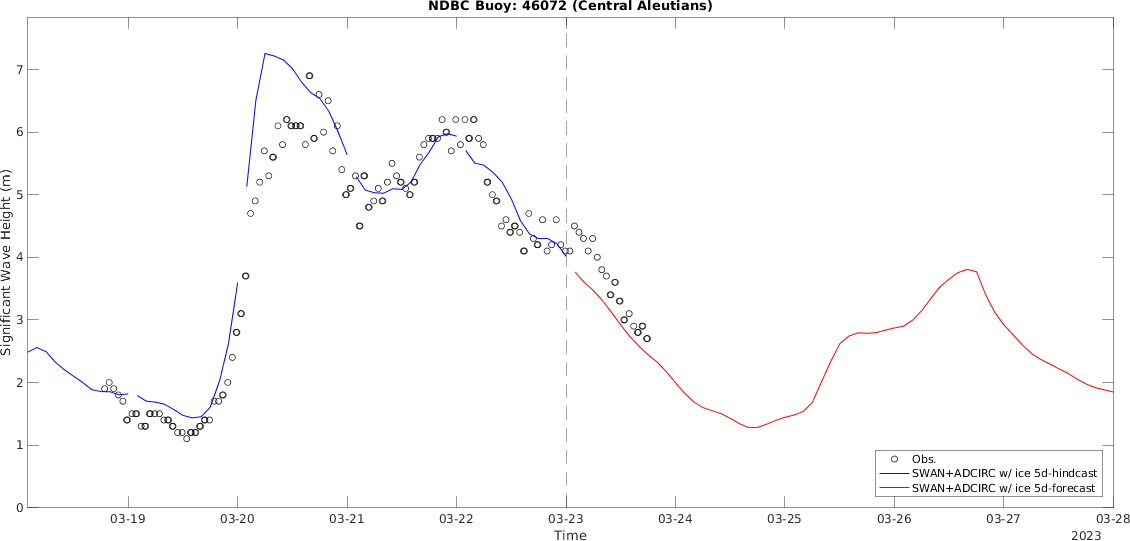 NDBC Buoy: 46072 (Central Aleutians)
Significant Wave Height (m)
7
6
5
4
3
2
1
0
Obs.
SWAN+ADCIRC w/ ice 5d-hindcast
SWAN+ADCIRC w/ ice 5d-forecast
03-19 03-20 03-21 03-22 03-23 03-24 03-25 03-26 03-27 03-28
Time
2023